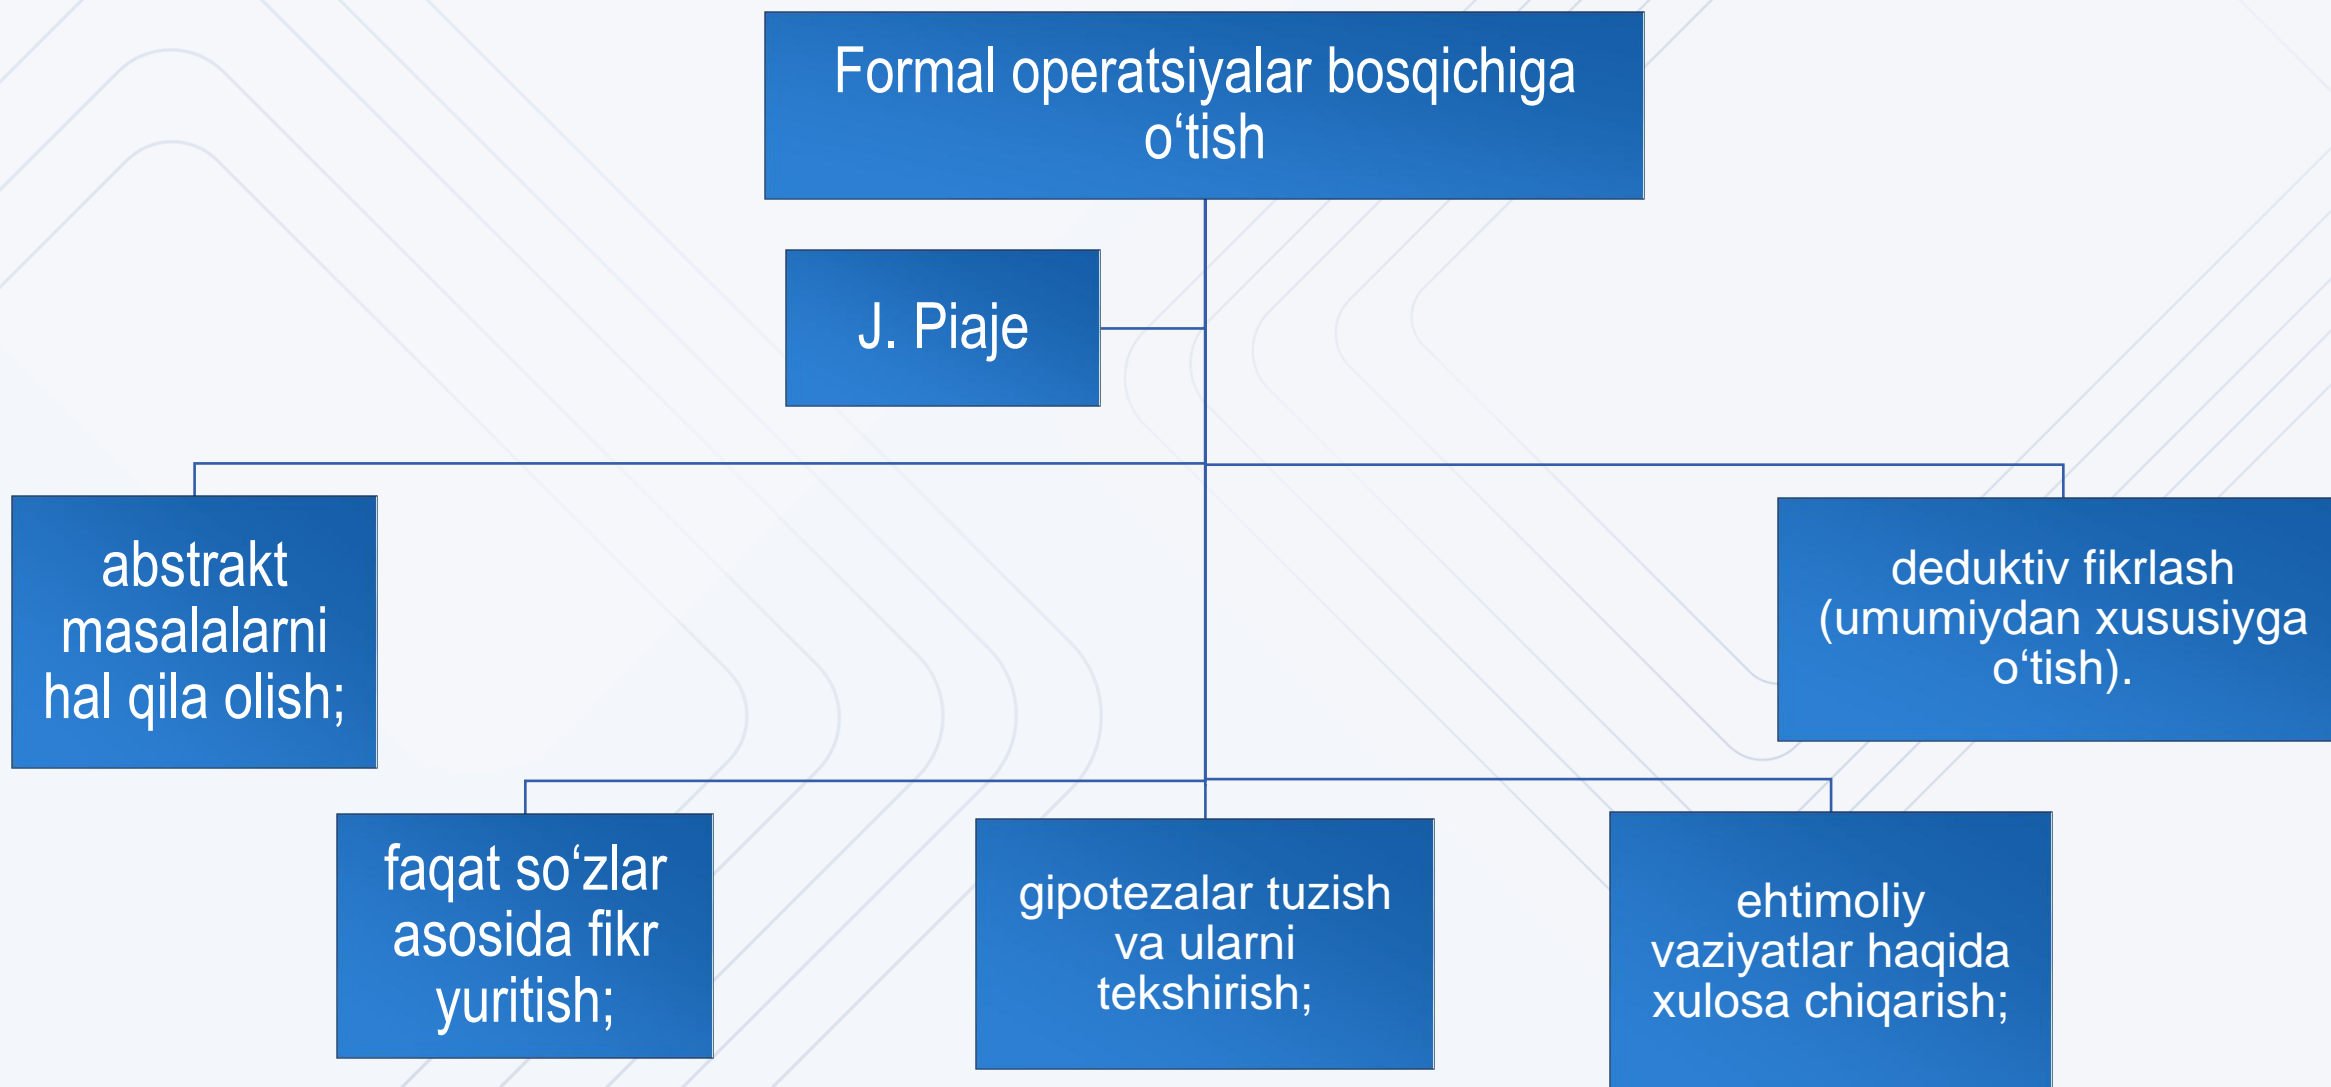 Formal operatsiyalar bosqichiga
o‘tish
J. Piaje
abstrakt
masalalarni
hal qila olish;
faqat so‘zlar
asosida fikr
yuritish;
gipotezalar tuzish
va ularni
tekshirish;
ehtimoliy
vaziyatlar haqida
xulosa chiqarish;
deduktiv fikrlash
(umumiydan xususiyga
o‘tish).